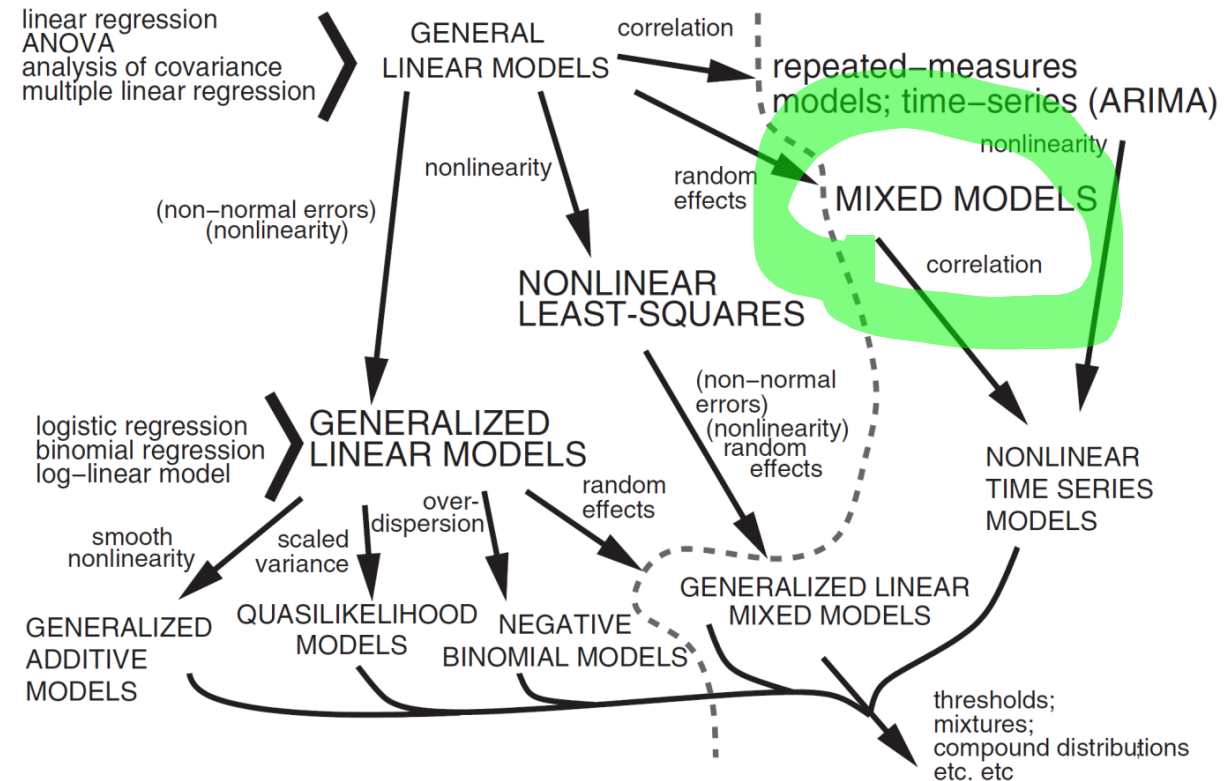 linear regression
ANOVA
analysis of covariance
multiple linear regression
GENERAL
LINEAR MODELS
correlation
repeated−measures
models; time−series (ARIMA)
nonlinearity
(non−normal errors)
(nonlinearity)
nonlinearity
random
effects
MIXED MODELS
correlation
NONLINEAR
LEAST-SQUARES
logistic regression
binomial regression
log−linear model
GENERALIZED
LINEAR MODELS
(non−normal
errors)
(nonlinearity)
random
effects
NONLINEAR
TIME SERIES
MODELS
smooth
nonlinearity
scaled
variance
over-
dispersion
random
effects
GENERALIZED
ADDITIVE
MODELS
QUASILIKELIHOOD
MODELS
NEGATIVE
BINOMIAL MODELS
GENERALIZED LINEAR
MIXED MODELS
thresholds;
mixtures;
compound distributions;
etc. etc